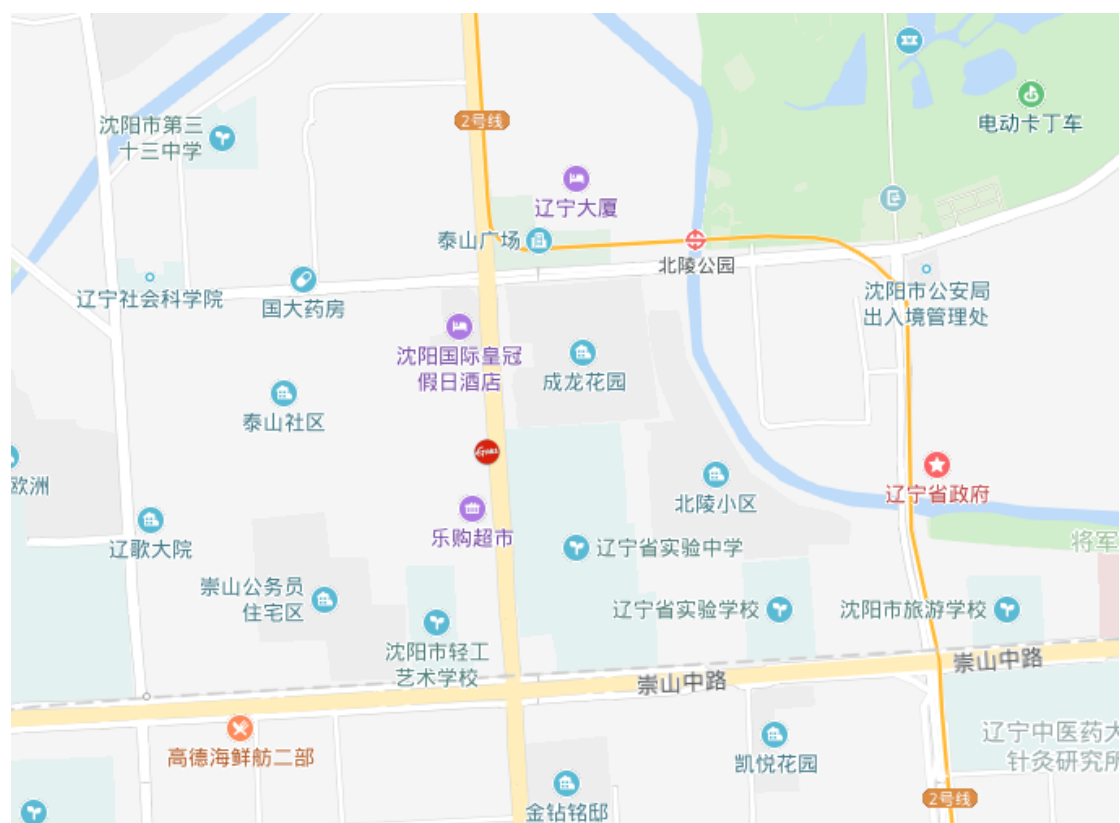 2号线
沈阳市第三
十三中学
电动卡丁车
辽宁大厦
泰山广场
北陵公园
辽宁社会科学院
国大药房
沈阳市公安局
出入境管理处
沈阳国际皇冠
假日酒店
成龙花园
泰山社区
欧洲
辽宁省政府
北陵小区
乐购超市
辽歌大院
辽宁省实验中学
将军
崇山公务员
住宅区
辽宁省实验学校
沈阳市旅游学校
沈阳市轻工
艺术学校
崇山中路
崇山中路
辽宁中医药大
针灸研究所
高德海鲜舫二部
凯悦花园
2号线
金钻铭邸